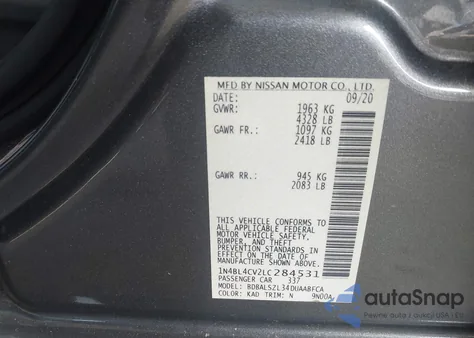 MFD BY NISSAN MOTOR CO., LTD.
DATE: 09/20
GVWR: 1963 KG
4328 LB
GAWR FR.: 1097 KG
2418 LB
GAWR RR.: 945 KG
2083 LB
THIS VEHICLE CONFORMS TO
ALL APPLICABLE FEDERAL
MOTOR VEHICLE SAFETY,
BUMPER, AND THEFT
PREVENTION STANDARDS
IN EFFECT ON THE DATE OF
MANUFACTURE SHOWN ABOVE.
1N4BL4CV2LC284531
PASSENGER CAR 337
MODEL: BDBALSZL34DUAABFCA
COLOR: KAD TRIM: N 9N00A
autoSnap